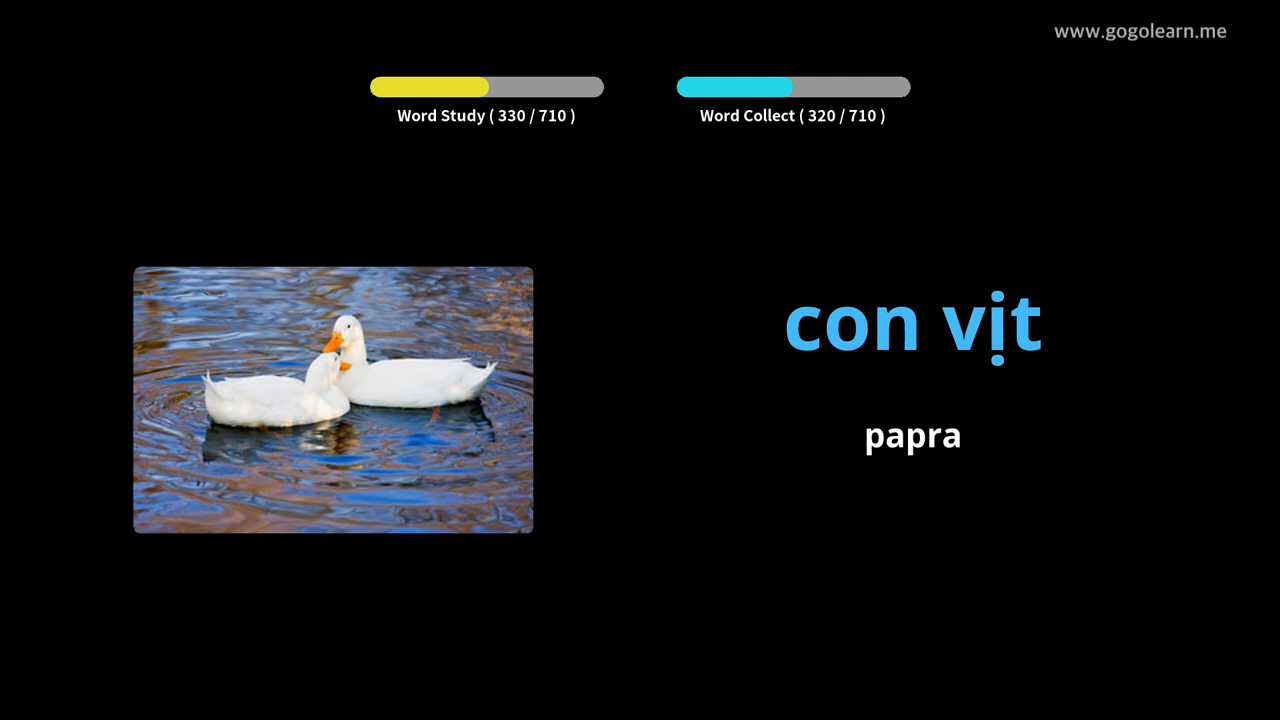 www.gogolearn.me
Word Study ( 330 / 710 )
Word Collect ( 320 / 710 )
con vịt
papra